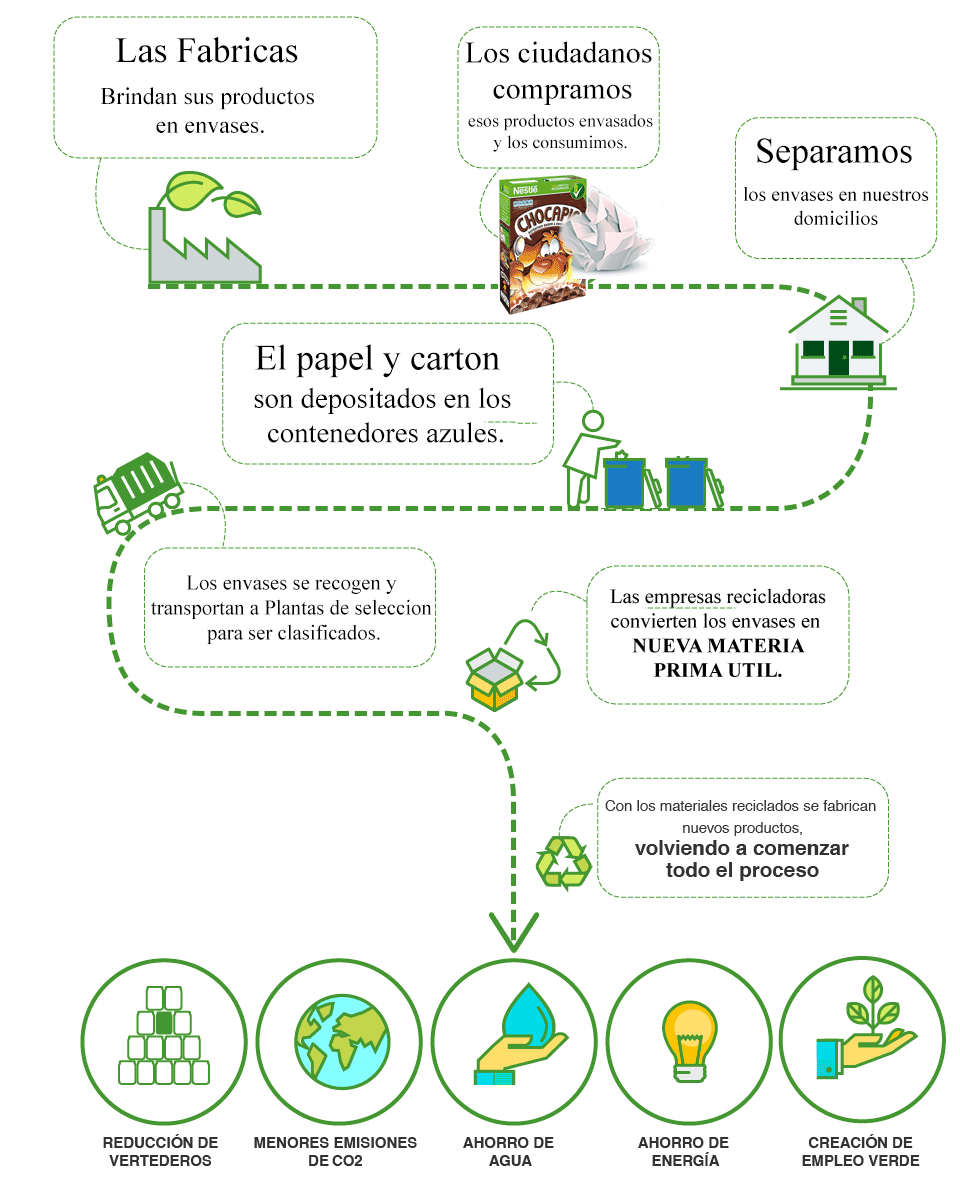 Las Fabricas
Brindan sus productos
en envases.
Los ciudadanos
compramos
esos productos envasados
y los consumimos.
Separamos
los envases en nuestros
domicilios
Nestlé
CHOCAPIC
El papel y carton
son depositados en los
contenedores azules.
Los envases se recogen y
transportan a Plantas de seleccion
para ser clasificados.
Las empresas recicladoras
convierten los envases en
NUEVA MATERIA
PRIMA UTIL.
Con los materiales reciclados se fabrican
nuevos productos,
volviendo a comenzar
todo el proceso
REDUCCIÓN DE
VERTEDEROS
MENORES EMISIONES
DE CO2
AHORRO DE
AGUA
AHORRO DE
ENERGÍA
CREACIÓN DE
EMPLEO VERDE